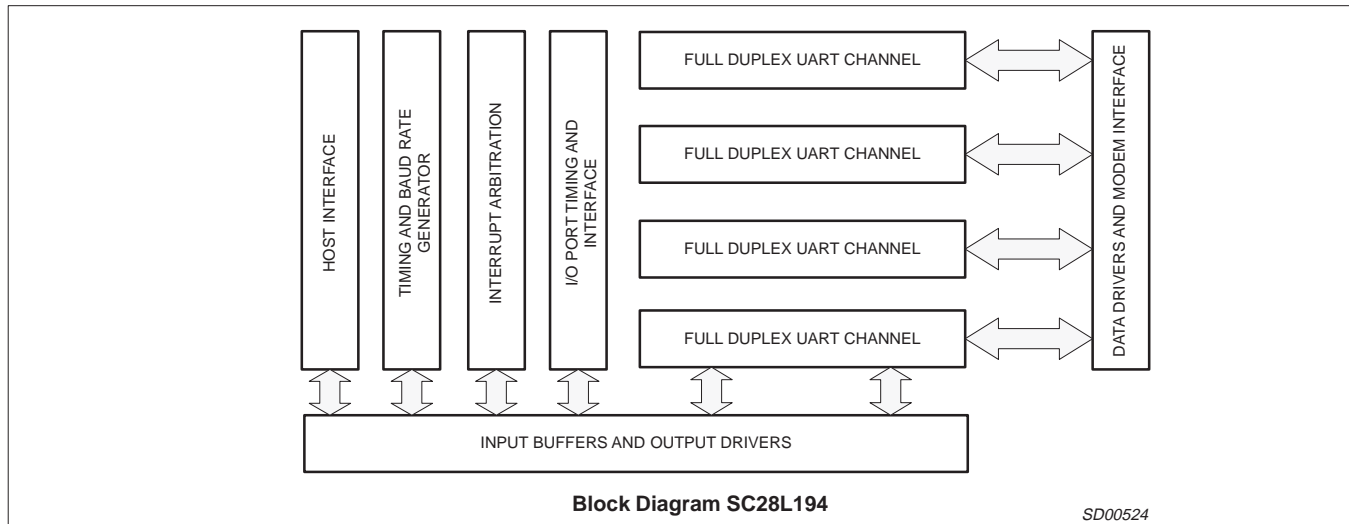 HOST INTERFACE
TIMING AND BAUD RATE
GENERATOR
INTERRUPT ARBITRATION
I/O PORT TIMING AND
INTERFACE
FULL DUPLEX UART CHANNEL
FULL DUPLEX UART CHANNEL
FULL DUPLEX UART CHANNEL
FULL DUPLEX UART CHANNEL
DATA DRIVERS AND MODEM INTERFACE
INPUT BUFFERS AND OUTPUT DRIVERS
Block Diagram SC28L194
SD00524